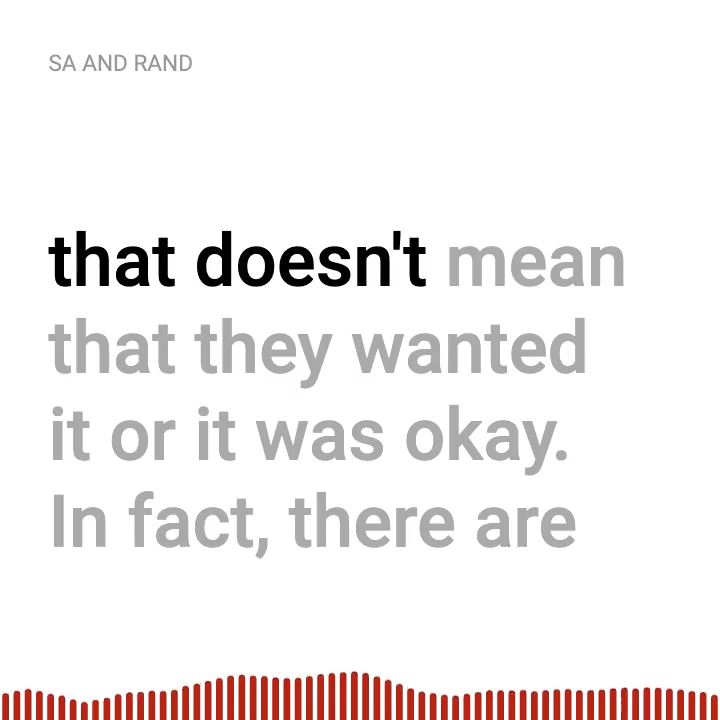 SA AND RAND
that doesn't mean
that they wanted
it or it was okay.
In fact, there are